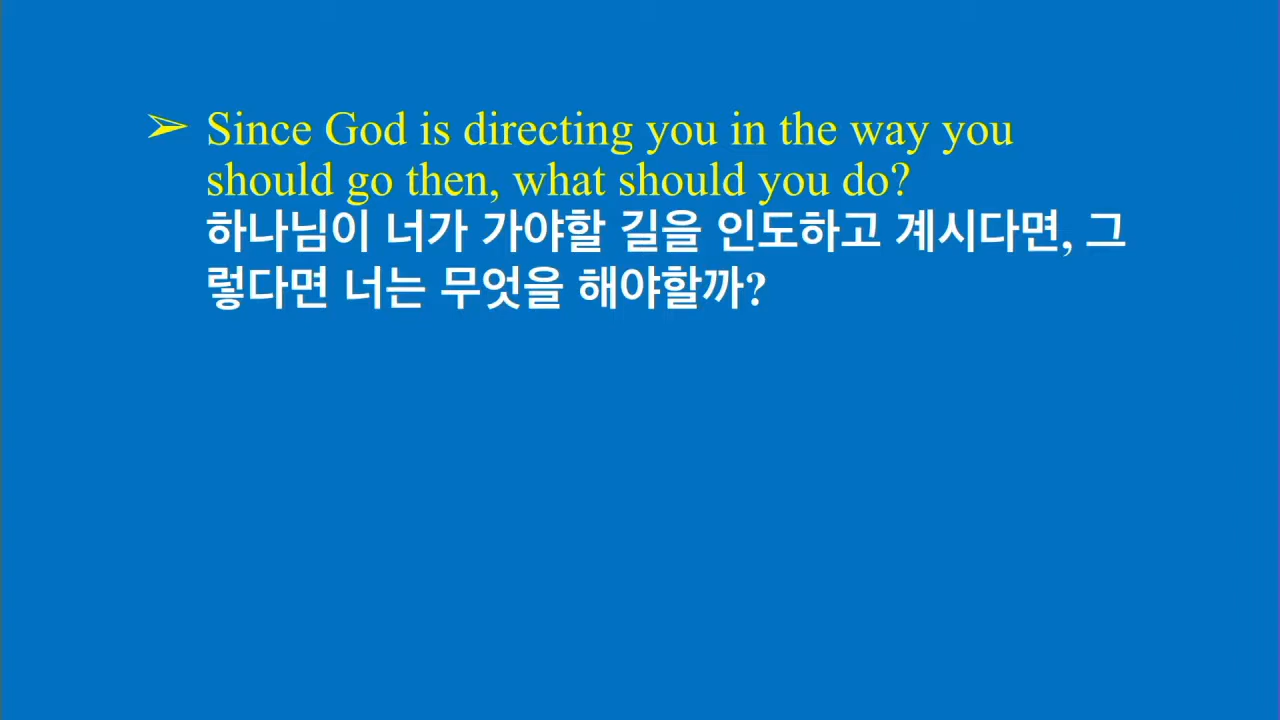 ➢ Since God is directing you in the way you
should go then, what should you do?
하나님이 너가 가야할 길을 인도하고 계시다면, 그
렇다면 너는 무엇을 해야할까?